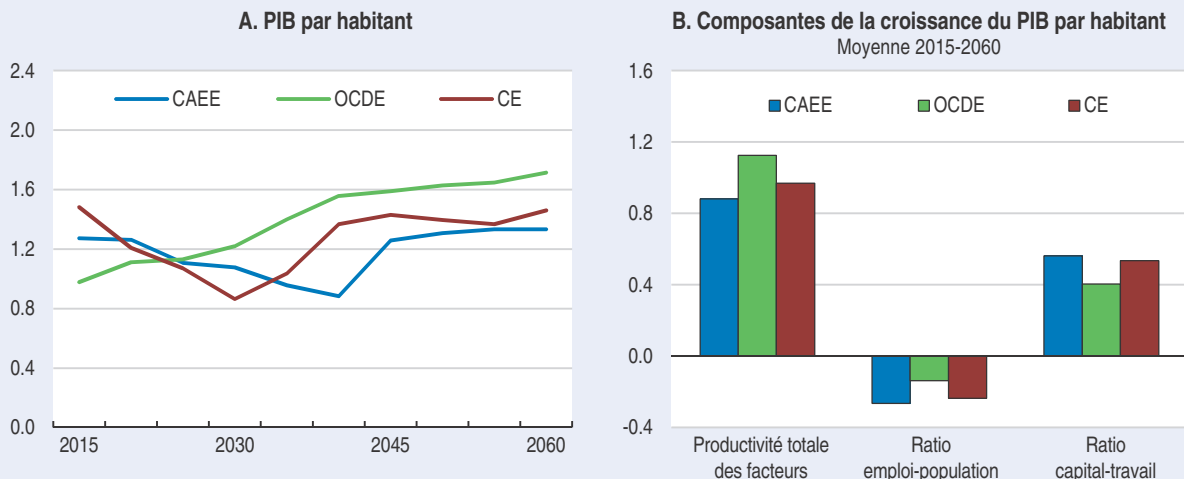 A. PIB par habitant
2.4
2.0
1.6
1.2
0.8
0.4
0.0
CAEE OCDE CE
2015 2030 2045 2060
B. Composantes de la croissance du PIB par habitant
Moyenne 2015-2060
1.6
1.2
0.8
0.4
0.0
-0.4
CAEE OCDE CE
Productivité totale
des facteurs
Ratio
emploi-population
Ratio
capital-travail